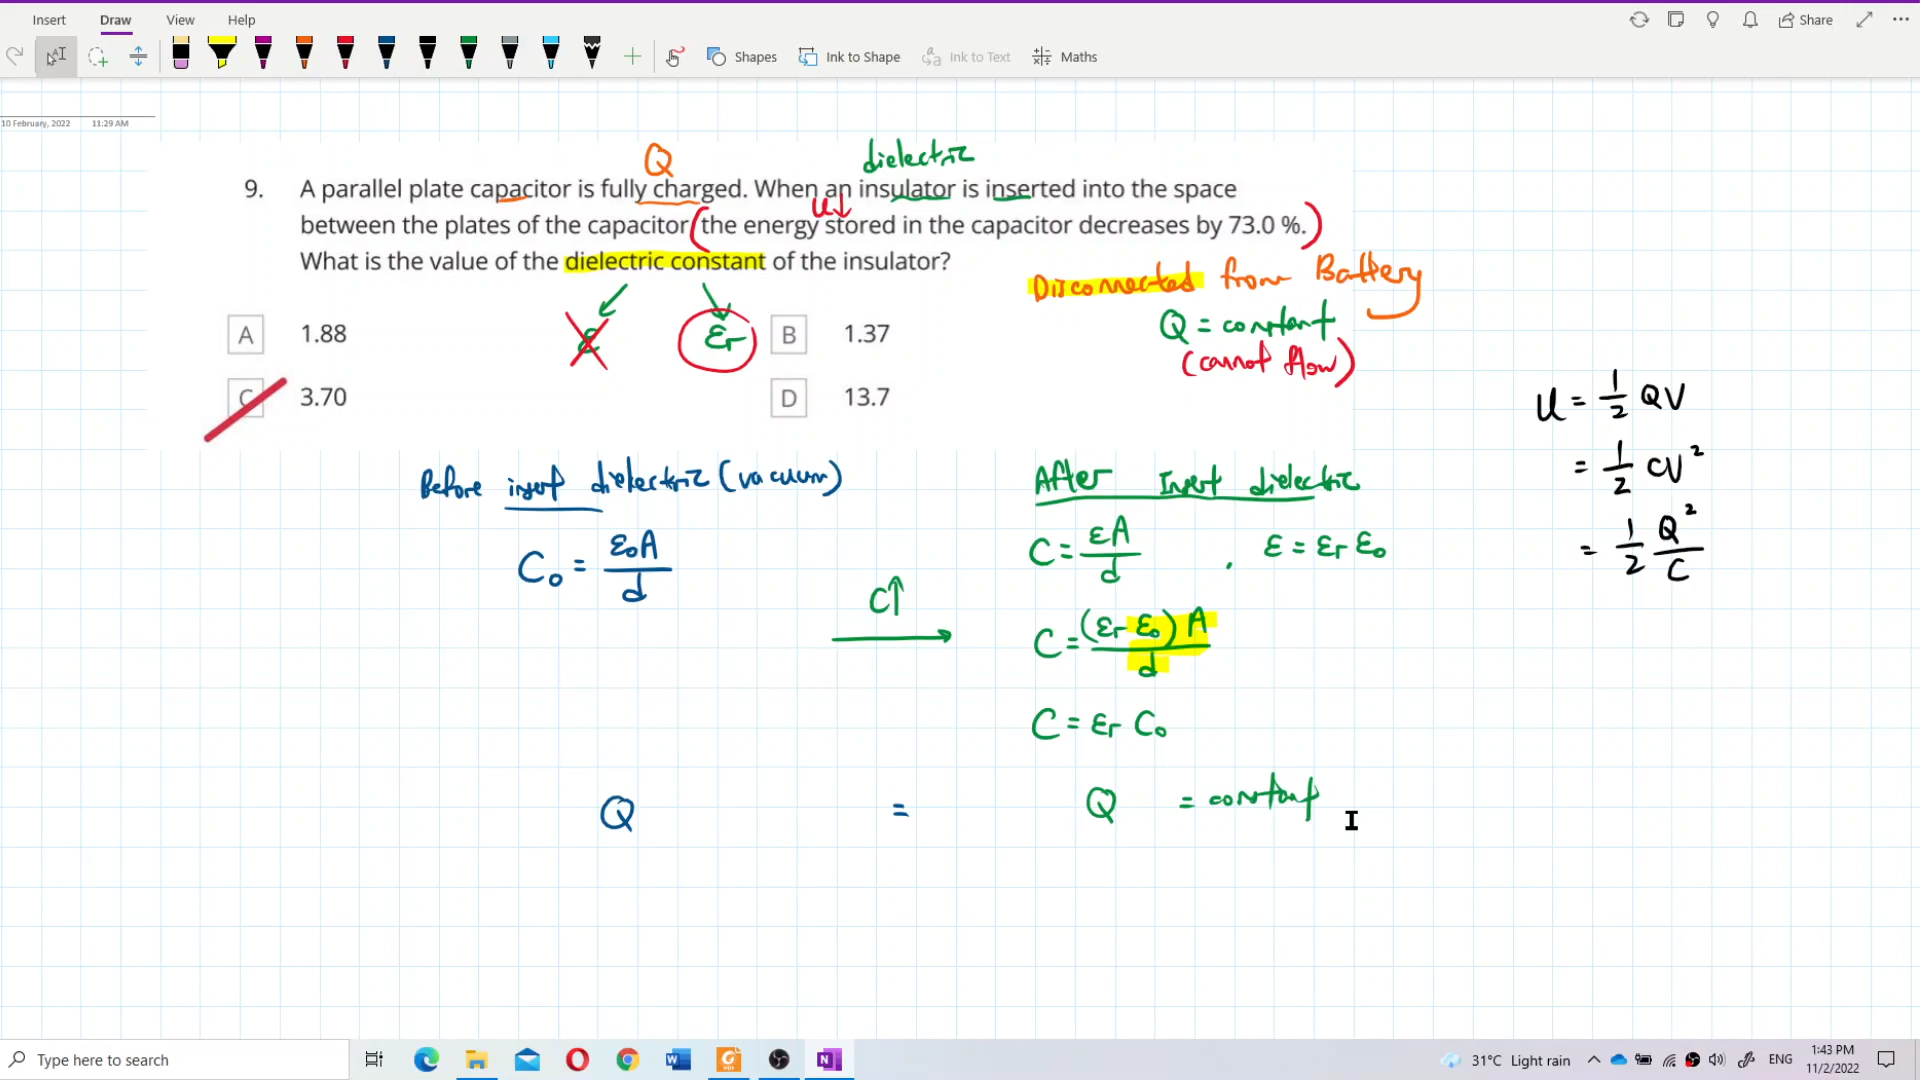 Insert Draw View Help
Share
Shapes Ink to Shape Ink to Text Maths
10 February, 2022 11:29 AM
Q dielectric
9. A parallel plate capacitor is fully charged. When an insulator is inserted into the space
U↓
between the plates of the capacitor (the energy stored in the capacitor decreases by 73.0 %.)
What is the value of the dielectric constant of the insulator?
Disconnected from Battery
Q = constant
(cannot flow)
ε εr
A 1.88 B 1.37
C 3.70 D 13.7
U = 1/2 QV
= 1/2 CV²
= 1/2 Q²/C
Before insert dielectric (vacuum)
C₀ = ε₀A/d
C↑
After Insert dielectric
C = εA/d , ε = εr ε₀
C = (εr ε₀) A/d
C = εr C₀
Q = Q = constant
Type here to search
31°C Light rain ENG 1:43 PM
11/2/2022